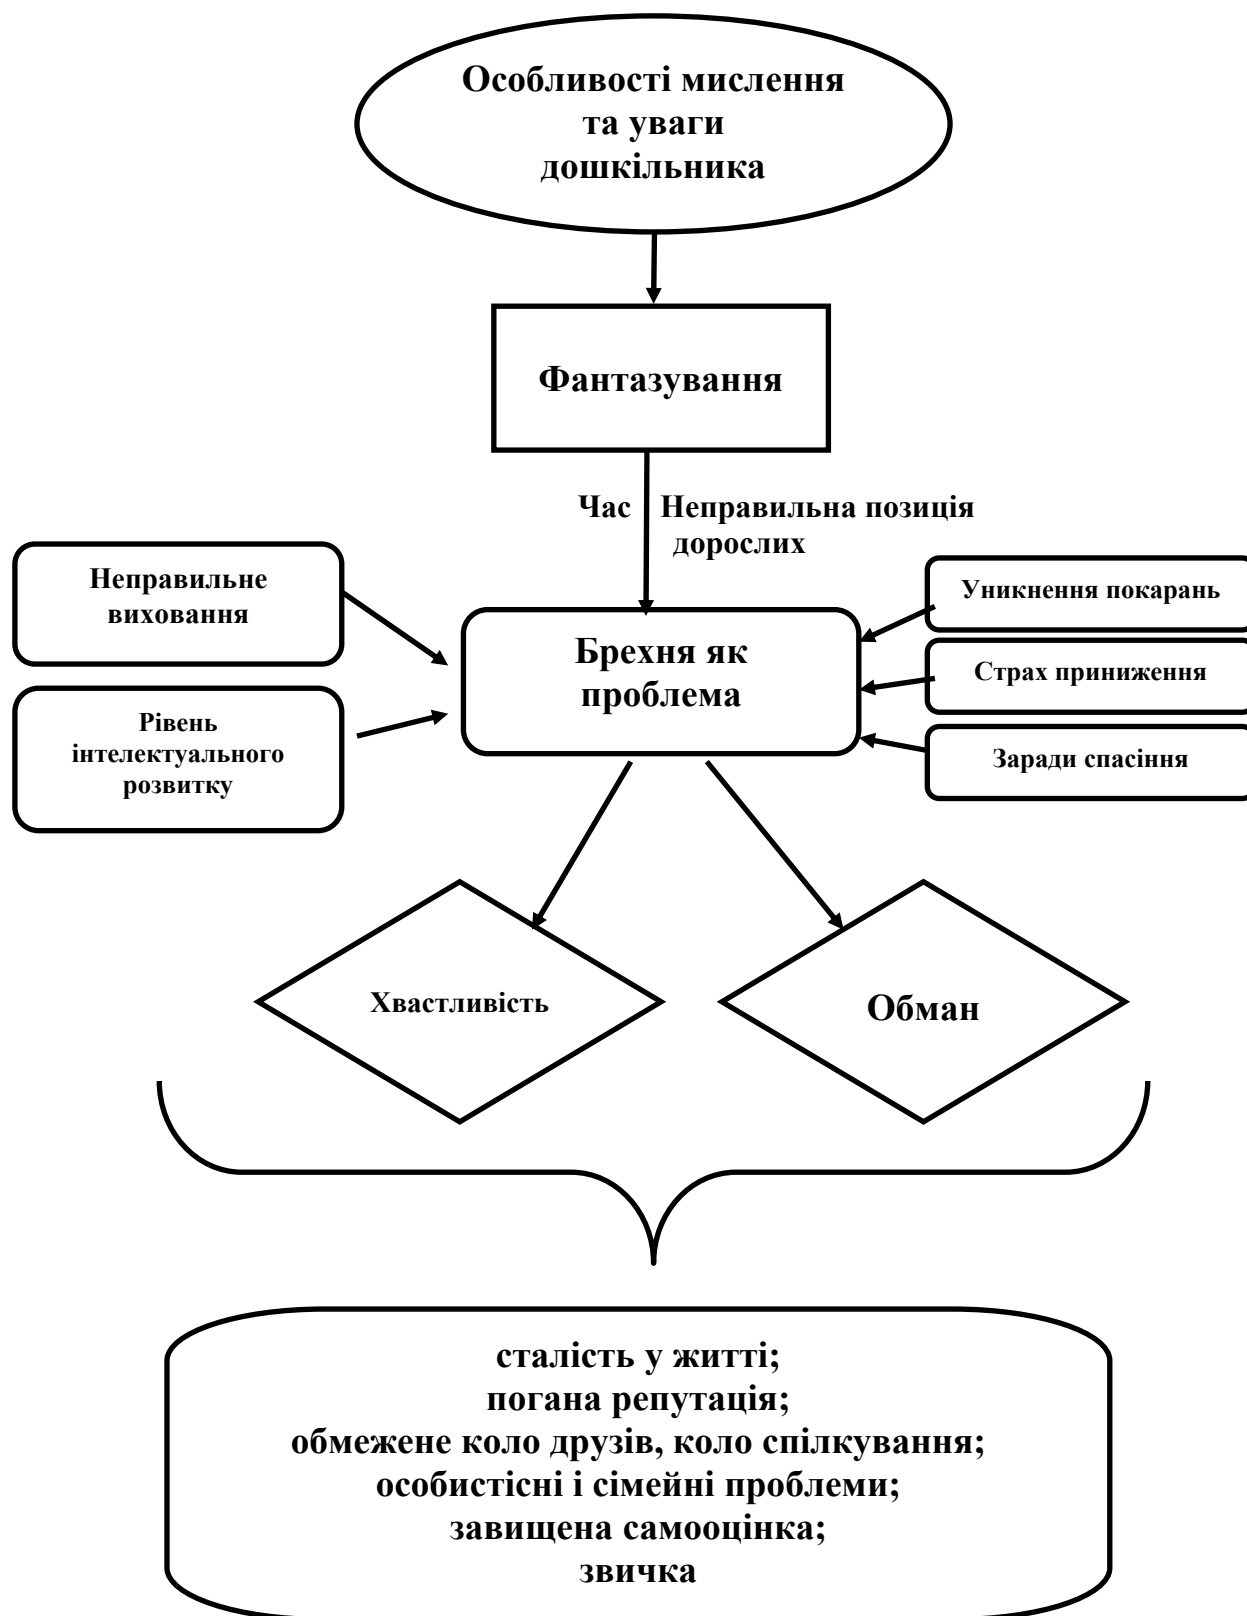 Особливості мислення
та уваги
дошкільника
Фантазування
Час
Неправильна позиція
дорослих
Неправильне
виховання
Рівень
інтелектуального
розвитку
Брехня як
проблема
Уникнення покарань
Страх приниження
Заради спасіння
Хвастливість
Обман
сталість у житті;
погана репутація;
обмежене коло друзів, коло спілкування;
особистісні і сімейні проблеми;
завищена самооцінка;
звичка